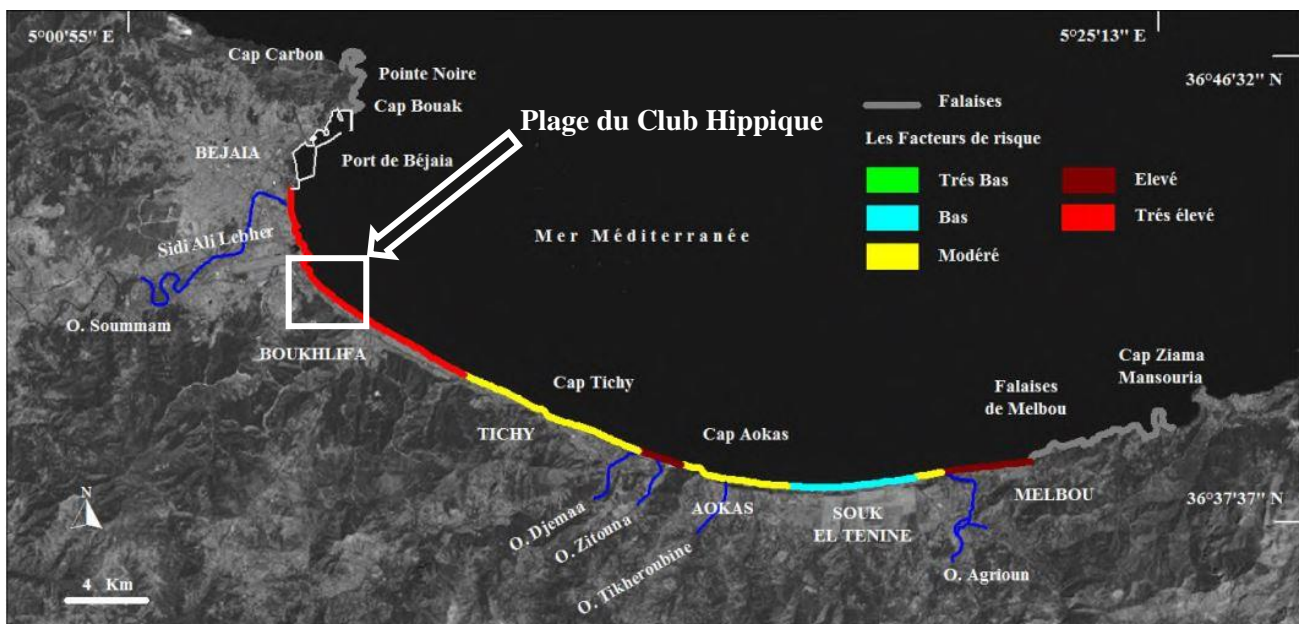 5°00'55" E
5°25'13" E
36°46'32" N
Cap Carbon
Pointe Noire
Cap Bouak
Plage du Club Hippique
BEJAIA
Port de Béjaia
Falaises
Les Facteurs de risque
Trés Bas
Elevé
Bas
Trés élevé
Modéré
Sidi Ali Lebher
Mer Méditerranée
O. Soummam
BOUKHLIFA
Cap Tichy
Cap Ziama
Mansouria
Falaises
de Melbou
TICHY
Cap Aokas
O. Djemaa
O. Zitouna
AOKAS
SOUK
EL TENINE
MELBOU
36°37'37" N
O. Tikheroubine
O. Agrioun
N
4 Km